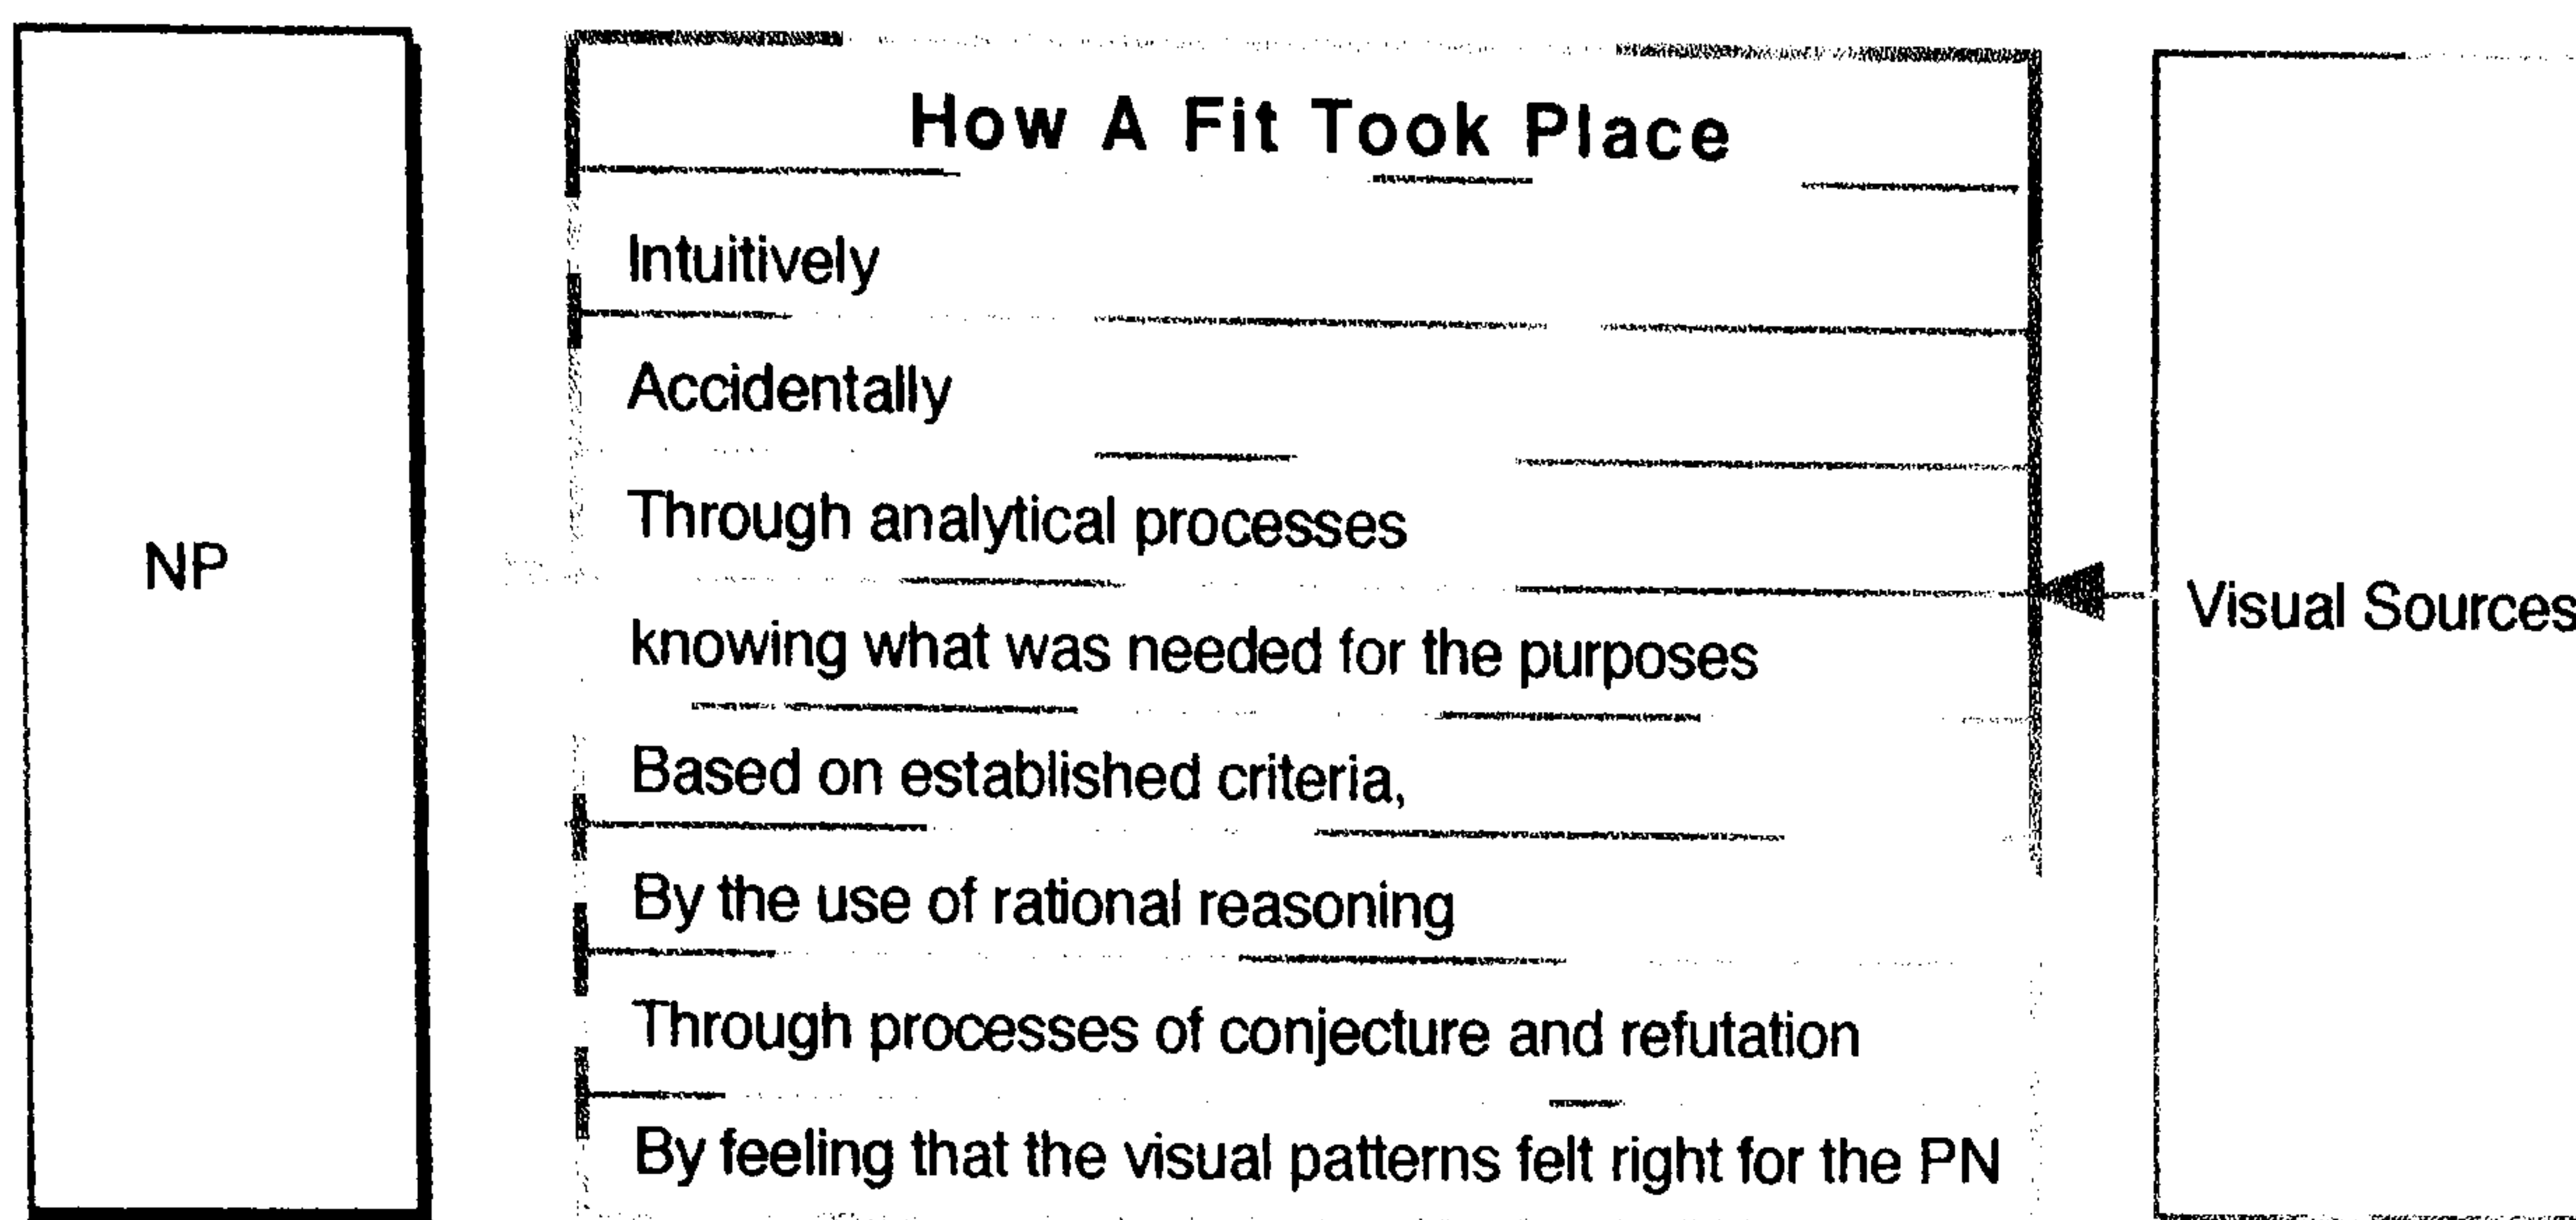 How A Fit Took Place
Intuitively
Accidentally
Through analytical processes
NP
knowing what was needed for the purposes
Visual Sources
Based on established criteria,
By the use of rational reasoning
Through processes of conjecture and refutation
By feeling that the visual patterns felt right for the PN